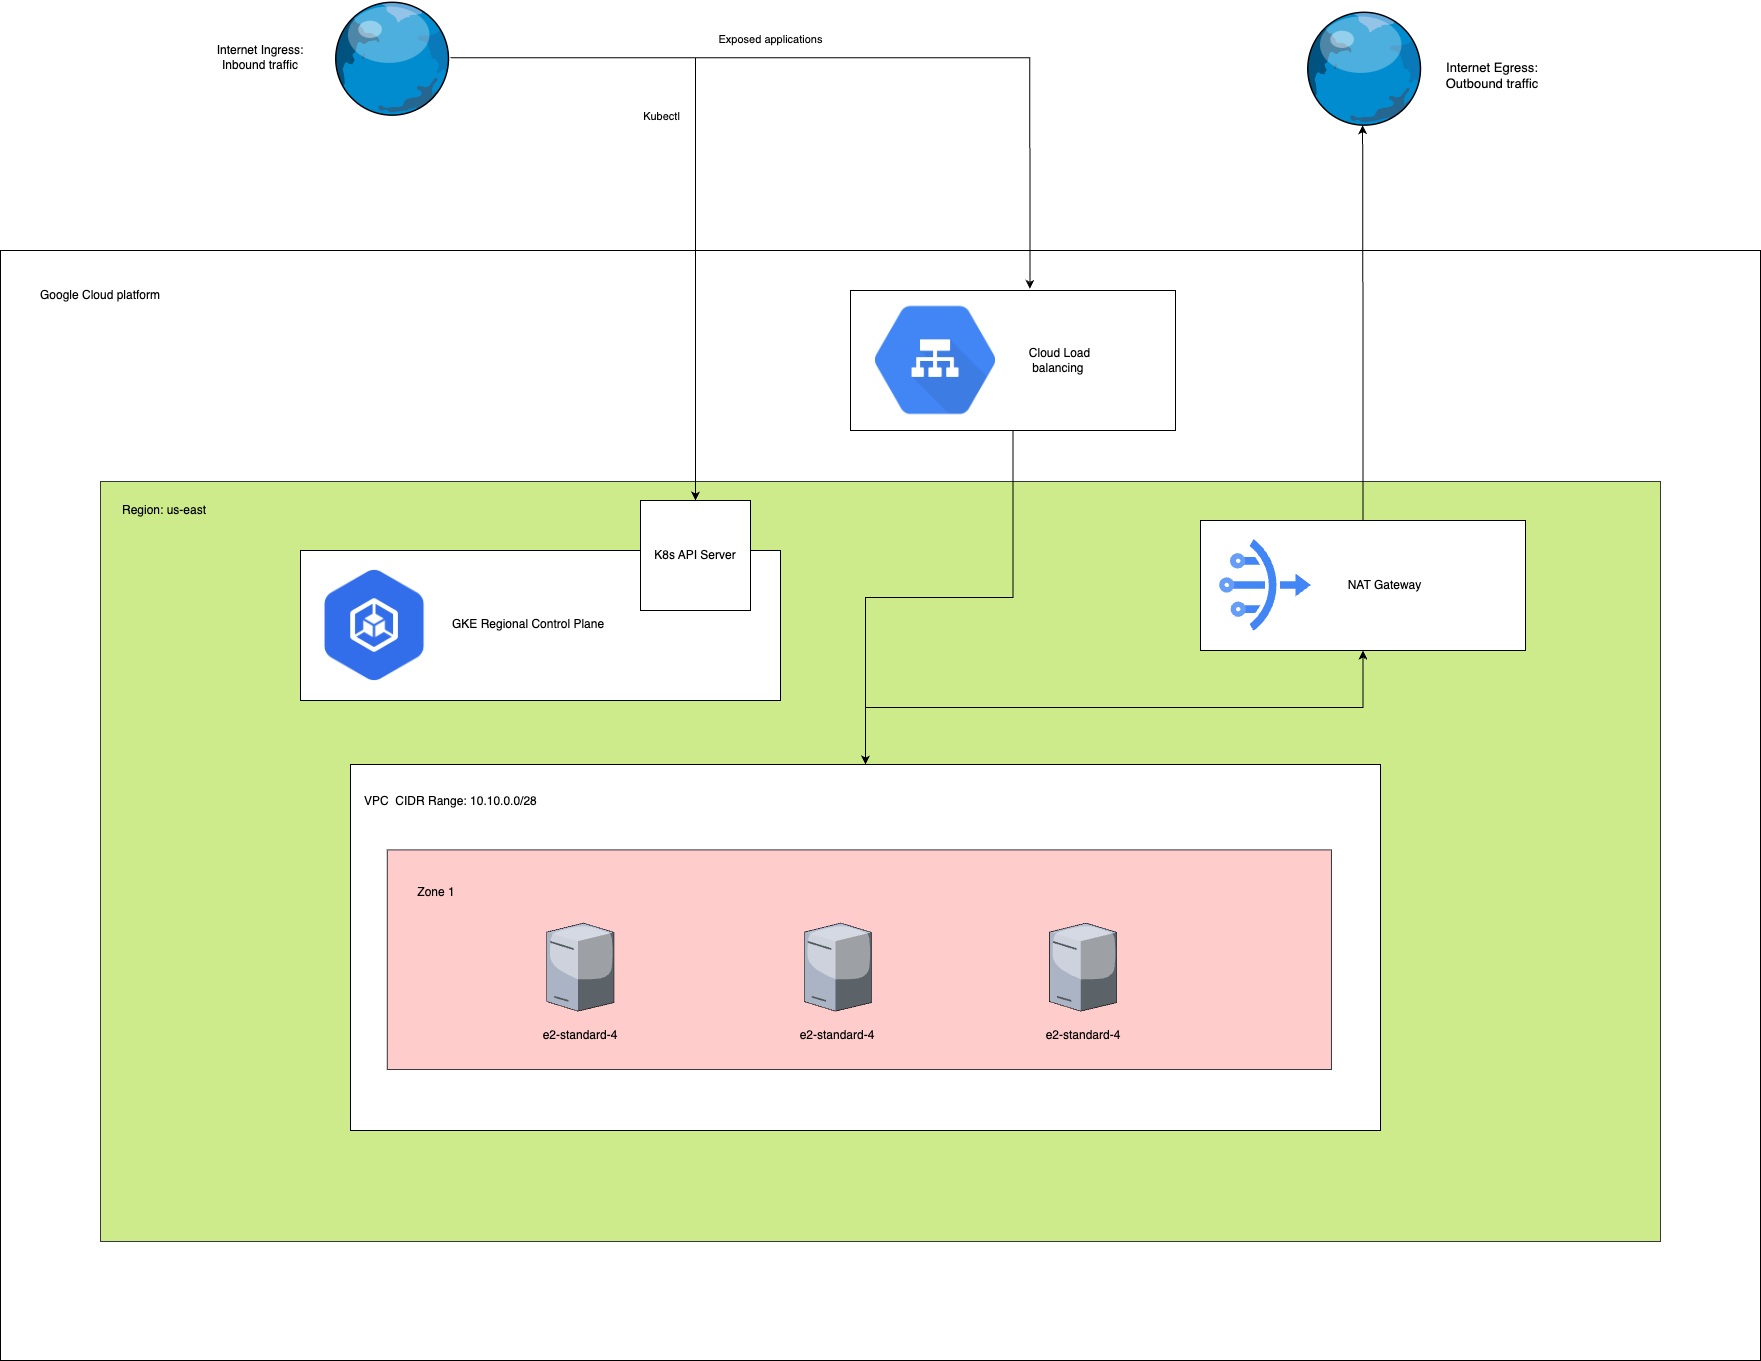 Internet Ingress:
Inbound traffic
Exposed applications
Internet Egress:
Outbound traffic
Kubectl
Google Cloud platform
Cloud Load
balancing
Region: us-east
K8s API Server
GKE Regional Control Plane
NAT Gateway
VPC  CIDR Range: 10.10.0.0/28
Zone 1
e2-standard-4
e2-standard-4
e2-standard-4